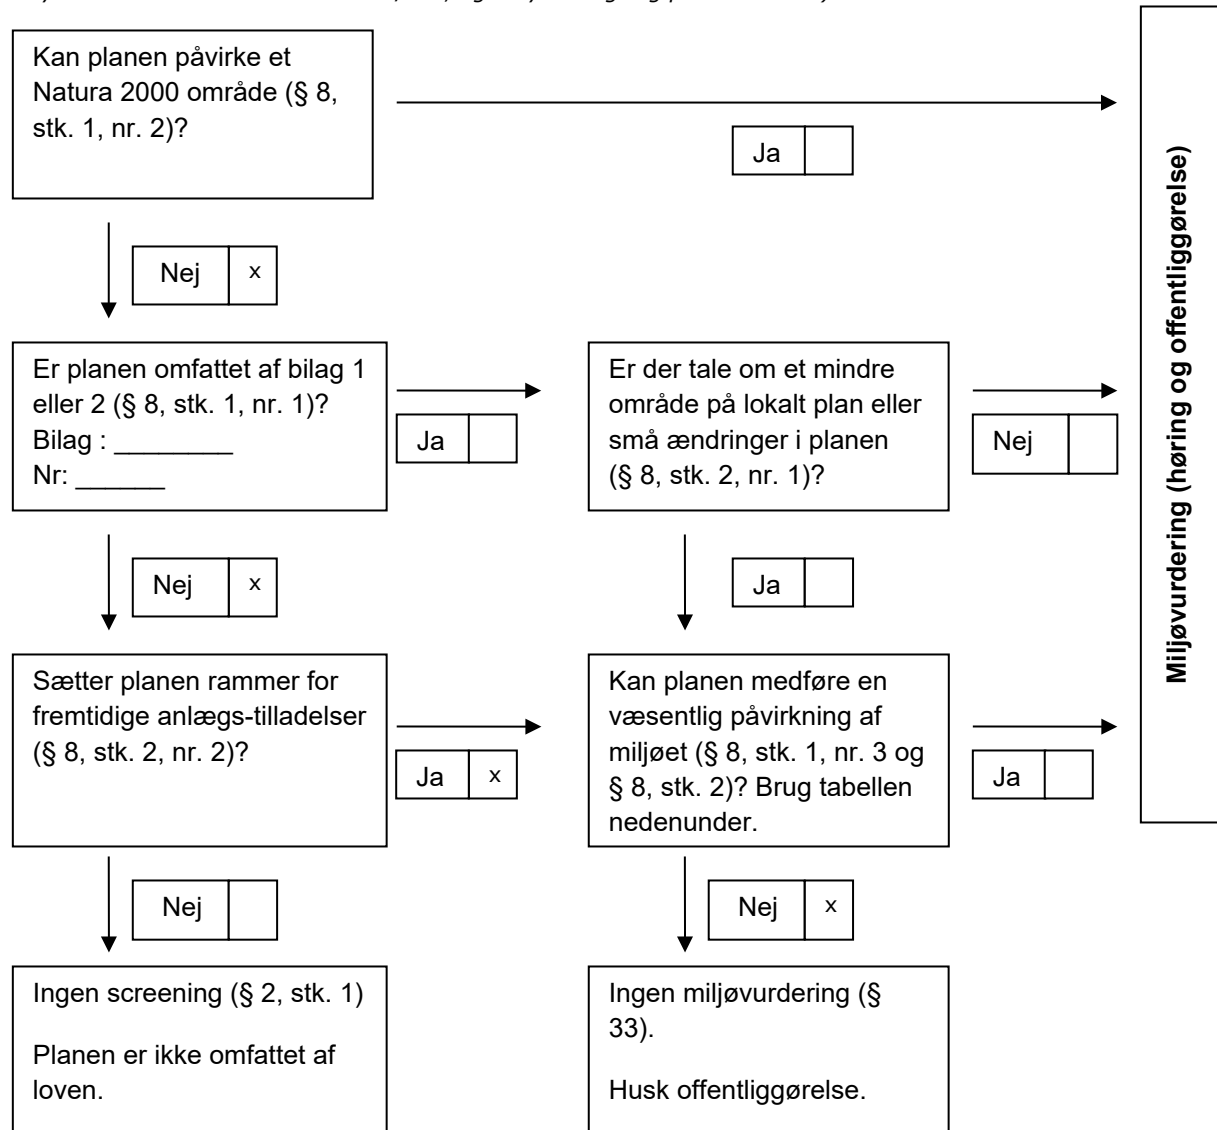 Kan planen påvirke et
Natura 2000 område (§ 8,
stk. 1, nr. 2)?
Ja
Nej x
Er planen omfattet af bilag 1
eller 2 (§ 8, stk. 1, nr. 1)?
Bilag : ________
Nr: ______
Ja
Er der tale om et mindre
område på lokalt plan eller
små ændringer i planen
(§ 8, stk. 2, nr. 1)?
Nej
Nej x
Ja
Sætter planen rammer for
fremtidige anlægs-tilladelser
(§ 8, stk. 2, nr. 2)?
Ja x
Kan planen medføre en
væsentlig påvirkning af
miljøet (§ 8, stk. 1, nr. 3 og
§ 8, stk. 2)? Brug tabellen
nedenunder.
Ja
Nej
Nej x
Ingen screening (§ 2, stk. 1)
Planen er ikke omfattet af
loven.
Ingen miljøvurdering (§
33).
Husk offentliggørelse.
Miljøvurdering (høring og offentliggørelse)